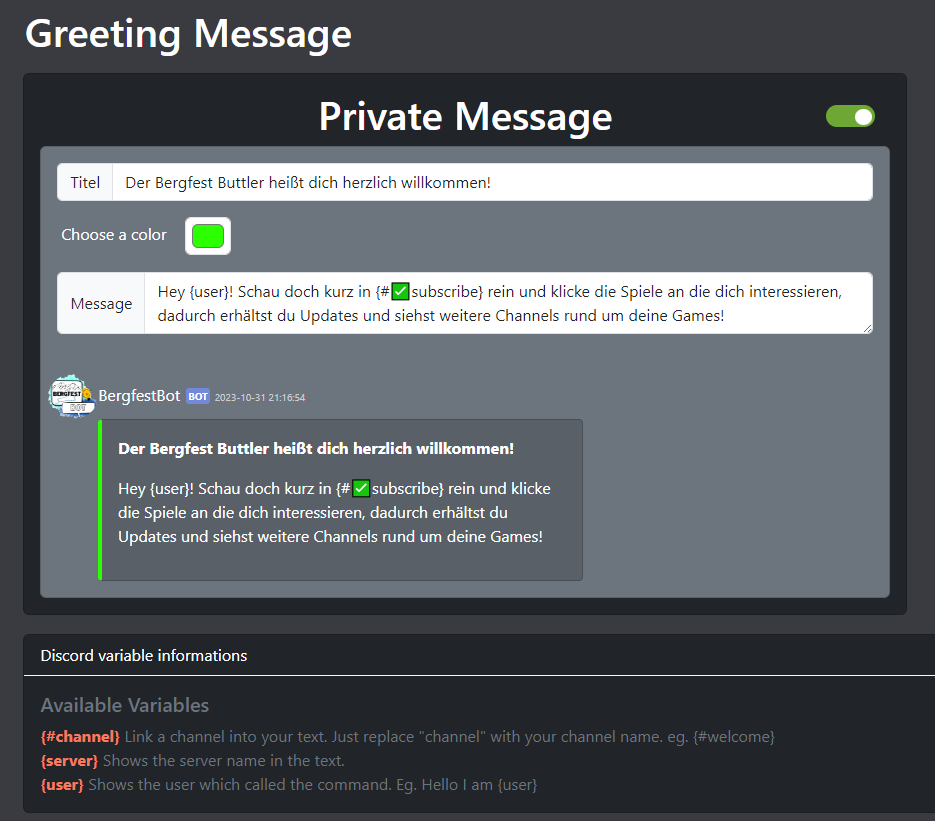 Greeting Message
Private Message
Titel Der Bergfest Buttler heißt dich herzlich willkommen!
Choose a color
Message Hey {user}! Schau doch kurz in {#✅subscribe} rein und klicke die Spiele an die dich interessieren,
dadurch erhältst du Updates und siehst weitere Channels rund um deine Games!
BERGFEST
BOT
BergfestBot BOT 2023-10-31 21:16:54
Der Bergfest Buttler heißt dich herzlich willkommen!
Hey {user}! Schau doch kurz in {#✅subscribe} rein und klicke
die Spiele an die dich interessieren, dadurch erhältst du
Updates und siehst weitere Channels rund um deine Games!
Discord variable informations
Available Variables
{#channel} Link a channel into your text. Just replace "channel" with your channel name. eg. {#welcome}
{server} Shows the server name in the text.
{user} Shows the user which called the command. Eg. Hello I am {user}